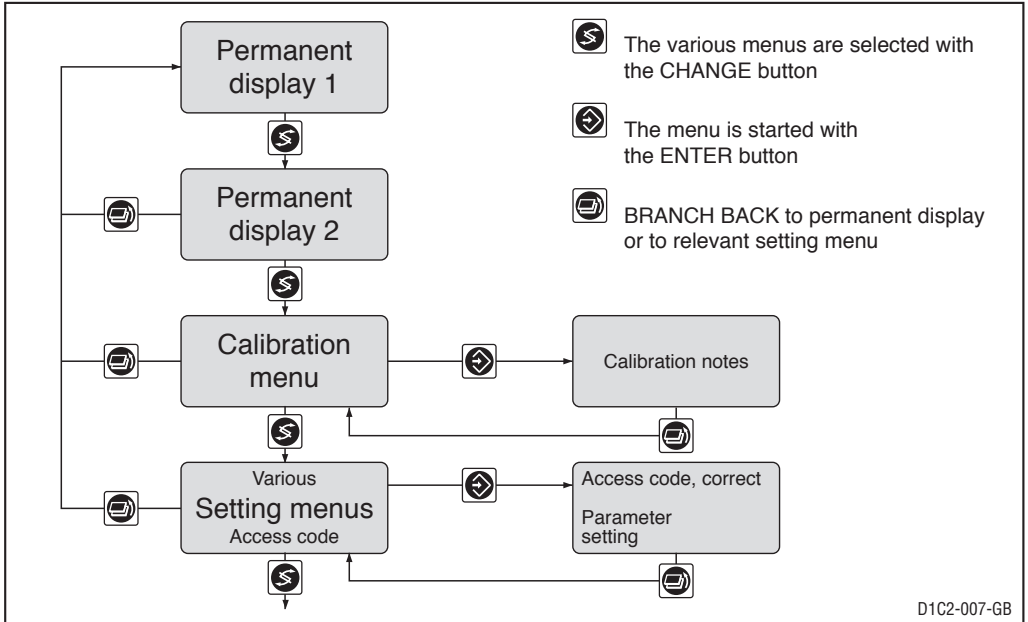 Permanent
display 1
The various menus are selected with
the CHANGE button
The menu is started with
the ENTER button
Permanent
display 2
BRANCH BACK to permanent display
or to relevant setting menu
Calibration
menu
Calibration notes
Various
Setting menus
Access code
Access code, correct
Parameter
setting
D1C2-007-GB